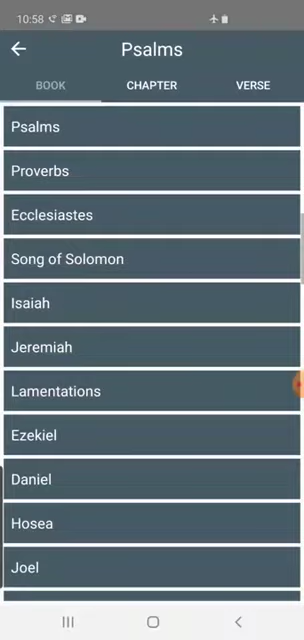 10:58
Psalms
BOOK CHAPTER VERSE
Psalms
Proverbs
Ecclesiastes
Song of Solomon
Isaiah
Jeremiah
Lamentations
Ezekiel
Daniel
Hosea
Joel